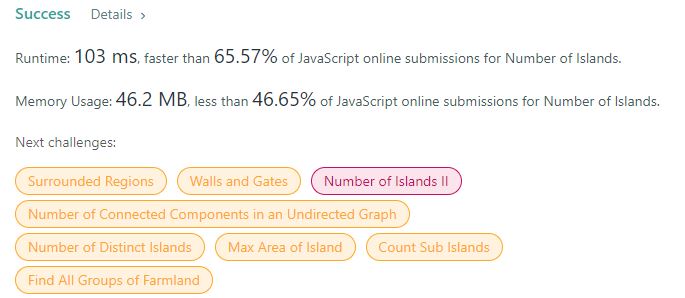 Success Details ›
Runtime: 103 ms, faster than 65.57% of JavaScript online submissions for Number of Islands.
Memory Usage: 46.2 MB, less than 46.65% of JavaScript online submissions for Number of Islands.
Next challenges:
Surrounded Regions Walls and Gates Number of Islands II
Number of Connected Components in an Undirected Graph
Number of Distinct Islands Max Area of Island Count Sub Islands
Find All Groups of Farmland